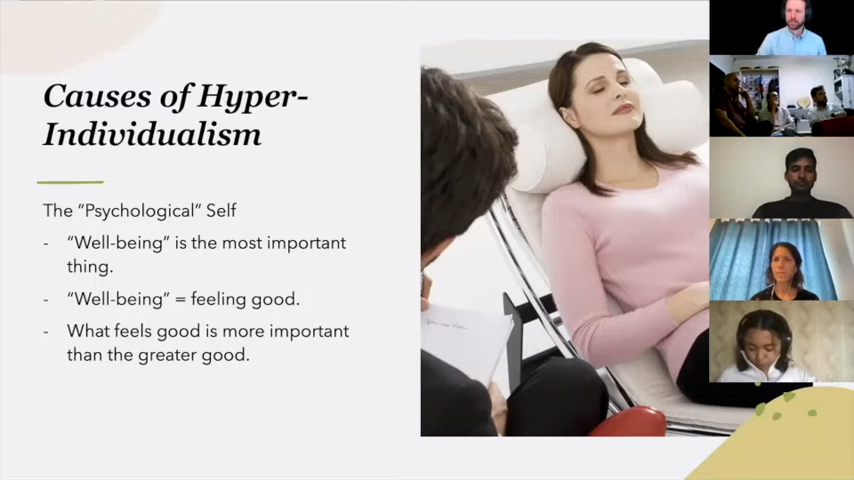 Causes of Hyper-
Individualism
The “Psychological” Self
- “Well-being” is the most important
thing.
- “Well-being” = feeling good.
- What feels good is more important
than the greater good.